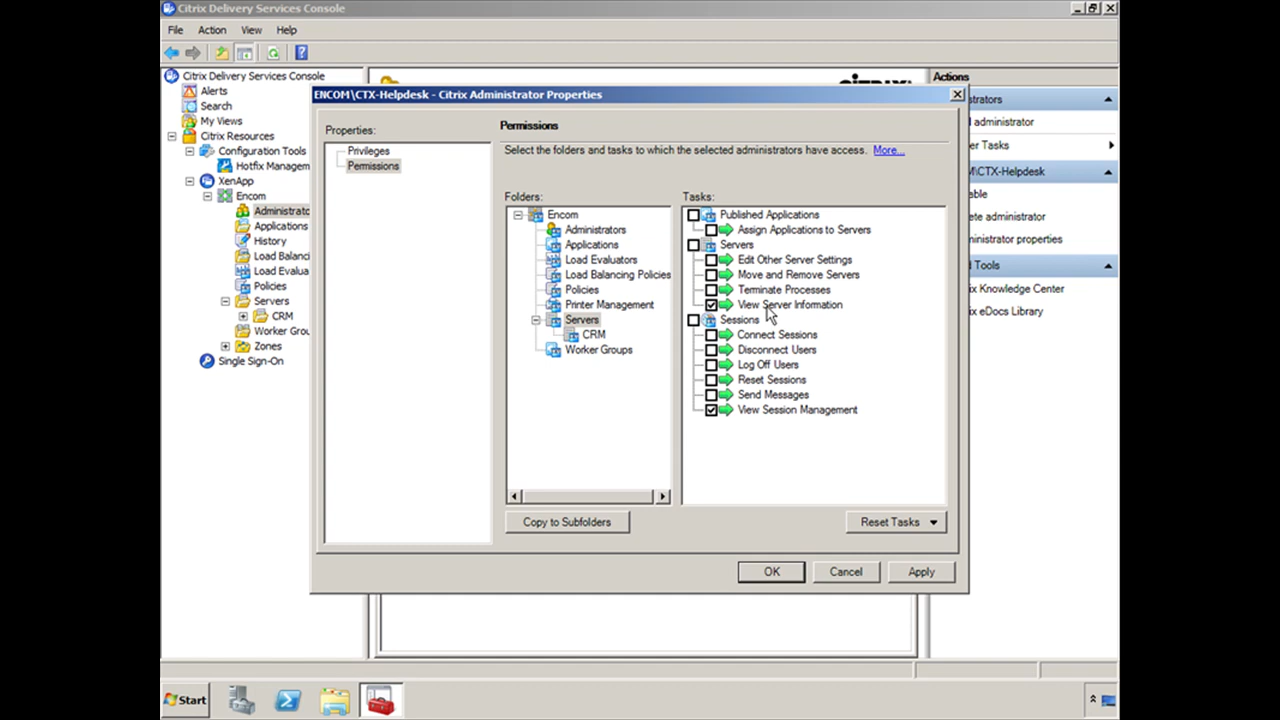 Citrix Delivery Services Console
File Action View Help
Citrix Delivery Services Console
Alerts
Search
My Views
Citrix Resources
Configuration Tools
Hotfix Managem
XenApp
Encom
Administrato
Applications
History
Load Balanci
Load Evalua
Policies
Servers
CRM
Worker Grou
Zones
Single Sign-On
CITRIX
ENCOM\CTX-Helpdesk - Citrix Administrator Properties
Properties:
Privileges
Permissions
Permissions
Select the folders and tasks to which the selected administrators have access. More...
Folders:
Encom
Administrators
Applications
Load Evaluators
Load Balancing Policies
Policies
Printer Management
Servers
CRM
Worker Groups
Copy to Subfolders
Tasks:
Published Applications
Assign Applications to Servers
Servers
Edit Other Server Settings
Move and Remove Servers
Terminate Processes
View Server Information
Sessions
Connect Sessions
Disconnect Users
Log Off Users
Reset Sessions
Send Messages
View Session Management
Reset Tasks
OK Cancel Apply
Actions
strators
d administrator
er Tasks
M\CTX-Helpdesk
able
ete administrator
ministrator properties
d Tools
ix Knowledge Center
ix eDocs Library
Start